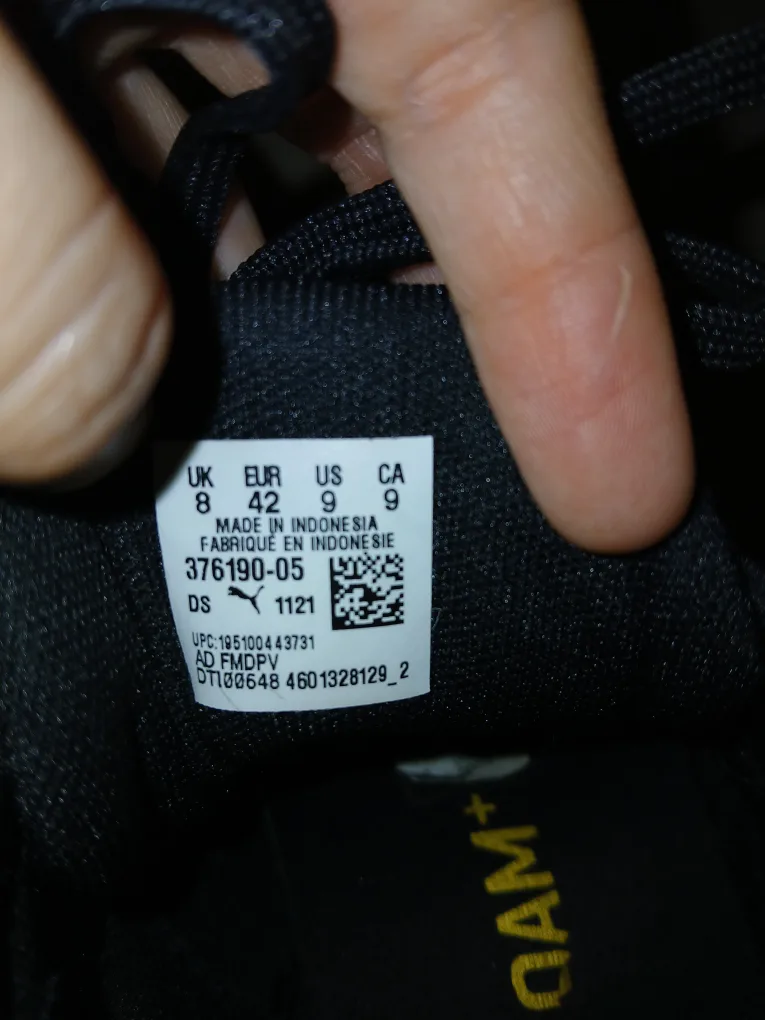 UK EUR US CA
8 42 9 9
MADE IN INDONESIA
FABRIQUÉ EN INDONESIE
376190-05
DS 1121
UPC:195100443731
AD FMDPV
DTI00648 4601328129_2